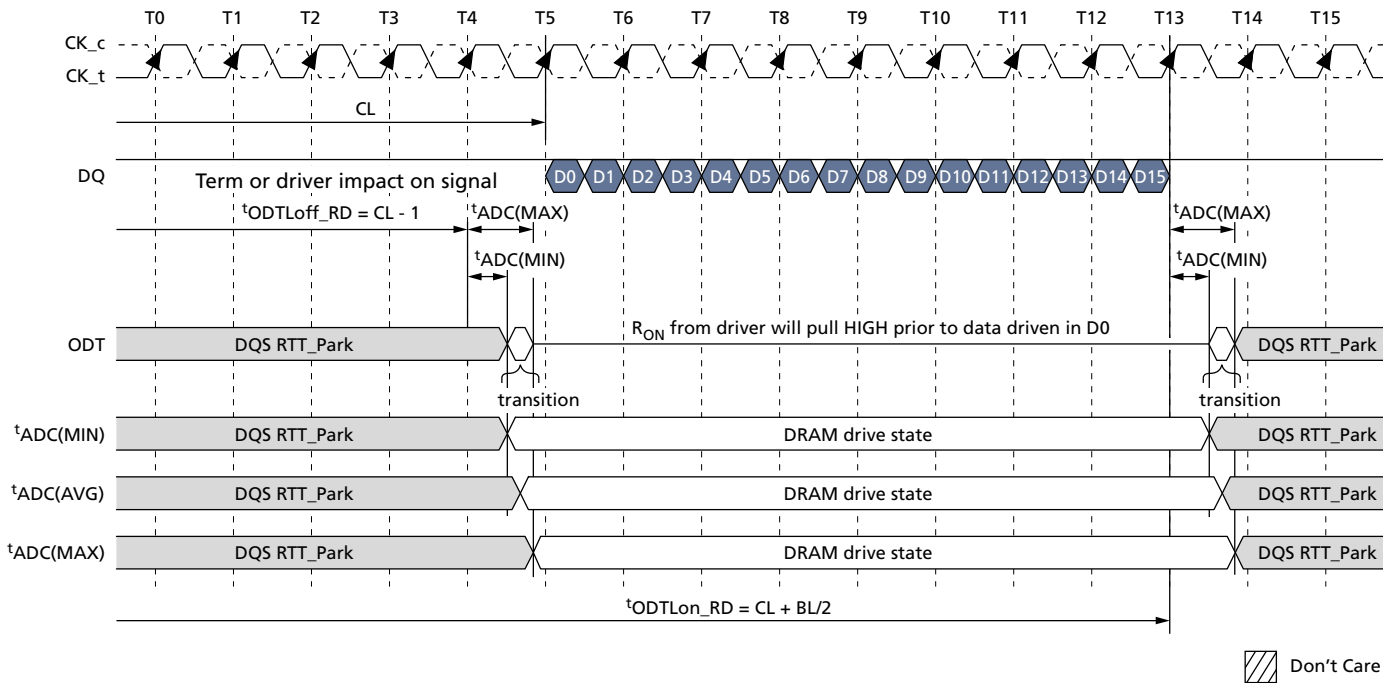 T0 T1 T2 T3 T4 T5 T6 T7 T8 T9 T10 T11 T12 T13 T14 T15
CK_c
CK_t
CL
DQ
D0 D1 D2 D3 D4 D5 D6 D7 D8 D9 D10 D11 D12 D13 D14 D15
Term or driver impact on signal
tODTLoff_RD = CL - 1
tADC(MAX)
tADC(MAX)
tADC(MIN)
tADC(MIN)
ODT
DQS RTT_Park
RON from driver will pull HIGH prior to data driven in D0
DQS RTT_Park
transition
transition
tADC(MIN)
DQS RTT_Park
DRAM drive state
DQS RTT_Park
tADC(AVG)
DQS RTT_Park
DRAM drive state
DQS RTT_Park
tADC(MAX)
DQS RTT_Park
DRAM drive state
DQS RTT_Park
tODTLon_RD = CL + BL/2
Don't Care